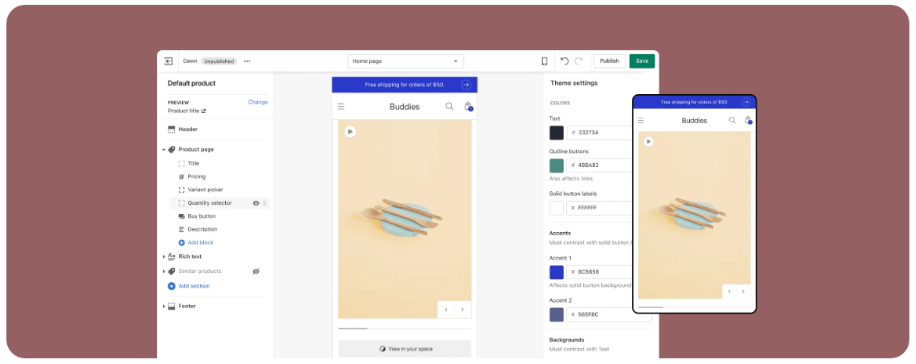 Dawn Unpublished ••• Home page Publish Save
Default product
PREVIEW Change
Product title
Header
Product page
Title
Pricing
Variant picker
Quantity selector
Buy button
Description
Add block
Rich text
Similar products
Add section
Footer
Free shipping for orders of $50
Buddies
View in your space
Theme settings
COLORS
Text
# 232734
Outline buttons
# 4B8A82
Also affects links
Solid button labels
# FFFFFF
Accents
Must contrast with solid button
Accent 1
# 5C5656
Affects solid button background
Accent 2
# 565F8C
Backgrounds
Must contrast with Text
Free shipping for orders of $50
Buddies